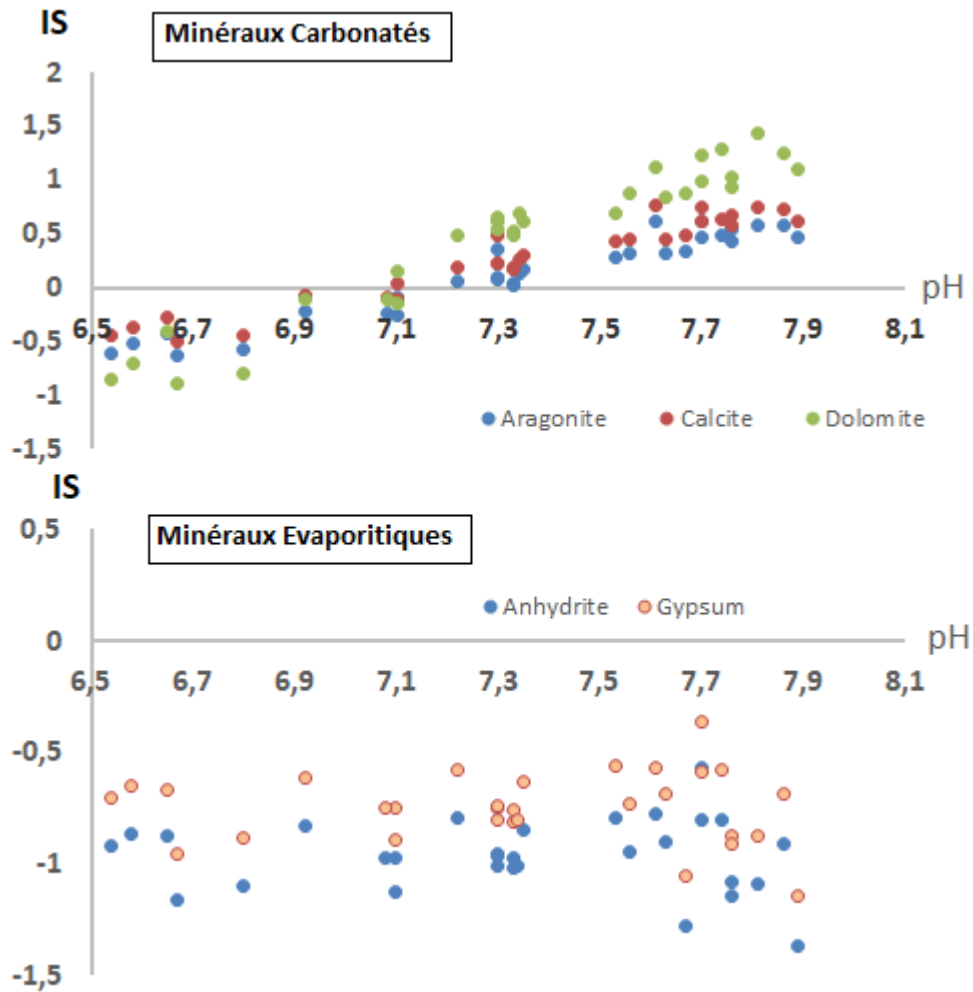 IS
Minéraux Carbonatés
2
1,5
1
0,5
0
pH
6,5 6,7 6,9 7,1 7,3 7,5 7,7 7,9 8,1
-0,5
-1
Aragonite Calcite Dolomite
-1,5
IS
0,5
Minéraux Evaporitiques
Anhydrite Gypsum
0
pH
6,5 6,7 6,9 7,1 7,3 7,5 7,7 7,9 8,1
-0,5
-1
-1,5